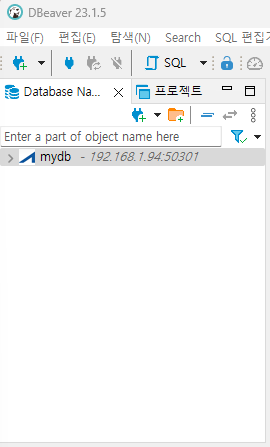 DBeaver 23.1.5
파일(F) 편집(E) 탐색(N) Search SQL 편집기
SQL
Database Na... 프로젝트
Enter a part of object name here
mydb - 192.168.1.94:50301